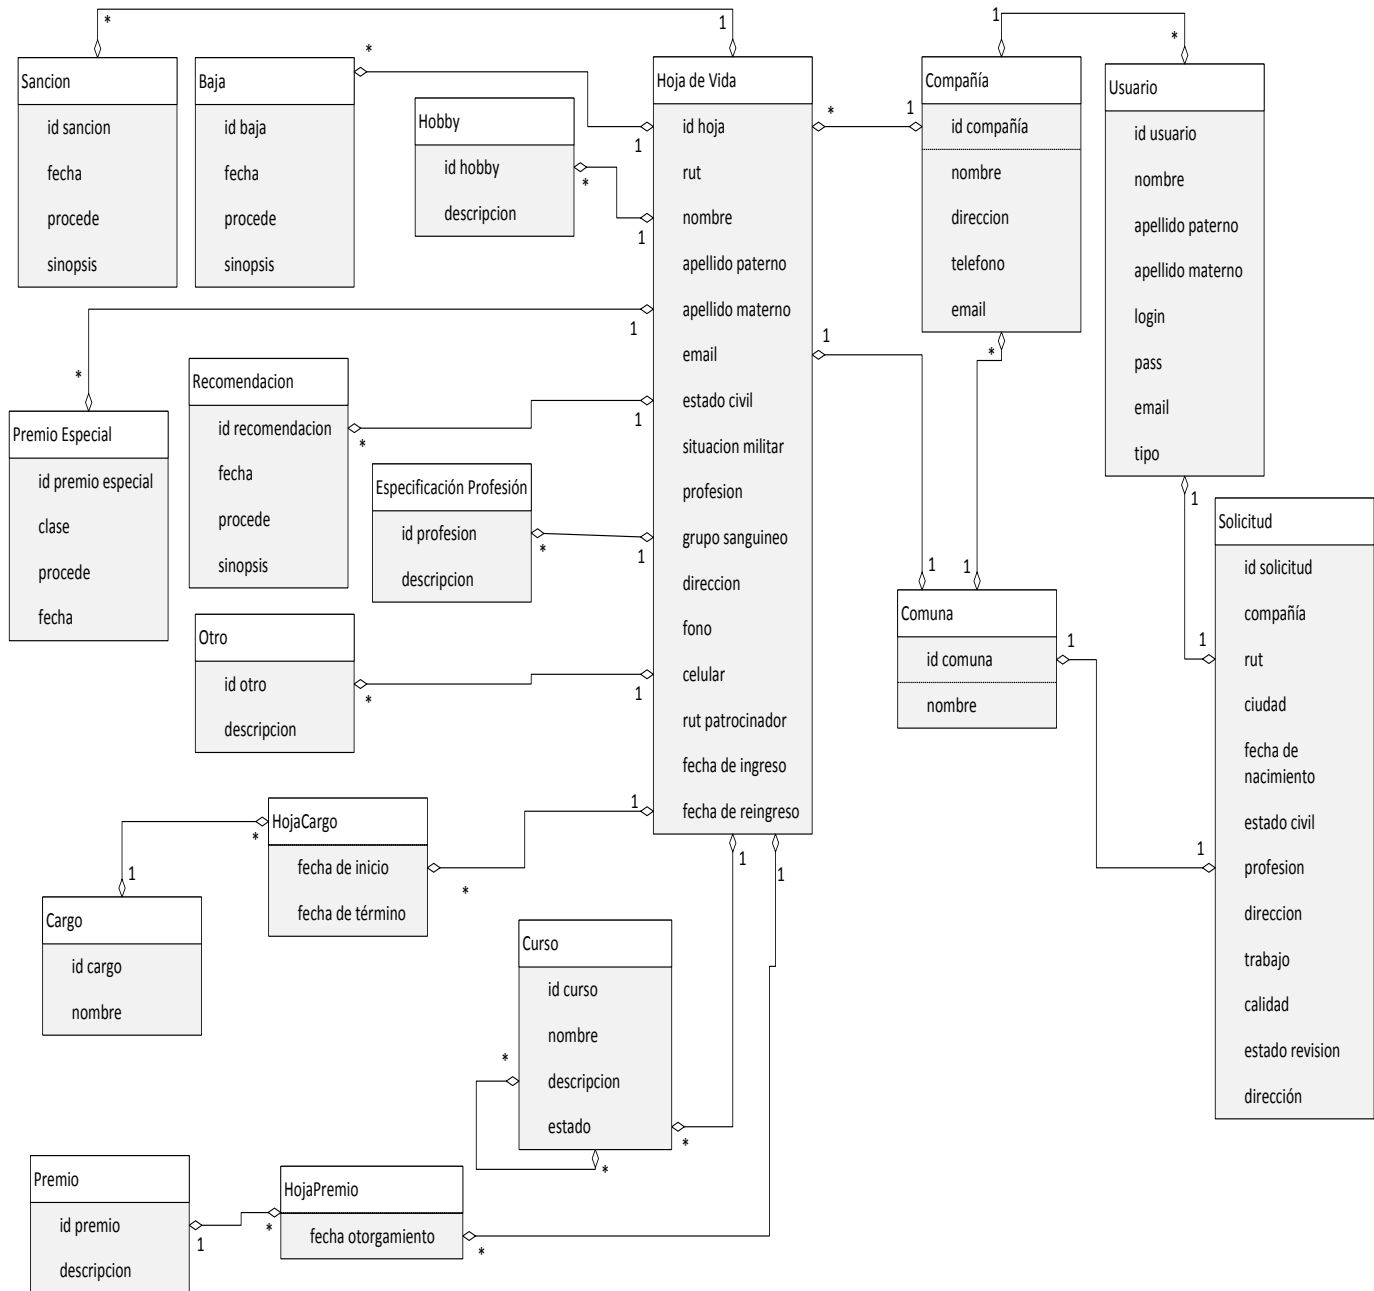 *
1
1
*
Sancion
id sancion
fecha
procede
sinopsis
Baja
id baja
fecha
procede
sinopsis
*
1
Hobby
id hobby
descripcion
*
1
Hoja de Vida
id hoja
rut
nombre
apellido paterno
apellido materno
email
estado civil
situacion militar
profesion
grupo sanguineo
direccion
fono
celular
rut patrocinador
fecha de ingreso
fecha de reingreso
*
1
Compañía
id compañía
nombre
direccion
telefono
email
*
1
Usuario
id usuario
nombre
apellido paterno
apellido materno
login
pass
email
tipo
1
1
Premio Especial
id premio especial
clase
procede
fecha
*
1
Recomendacion
id recomendacion
fecha
procede
sinopsis
*
1
Especificación Profesión
id profesion
descripcion
*
1
Otro
id otro
descripcion
*
1
1
1
Comuna
id comuna
nombre
1
1
Solicitud
id solicitud
compañía
rut
ciudad
fecha de
nacimiento
estado civil
profesion
direccion
trabajo
calidad
estado revision
dirección
HojaCargo
fecha de inicio
fecha de término
*
1
*
1
Cargo
id cargo
nombre
Curso
id curso
nombre
descripcion
estado
*
*
*
1
1
Premio
id premio
descripcion
1
*
HojaPremio
fecha otorgamiento
*